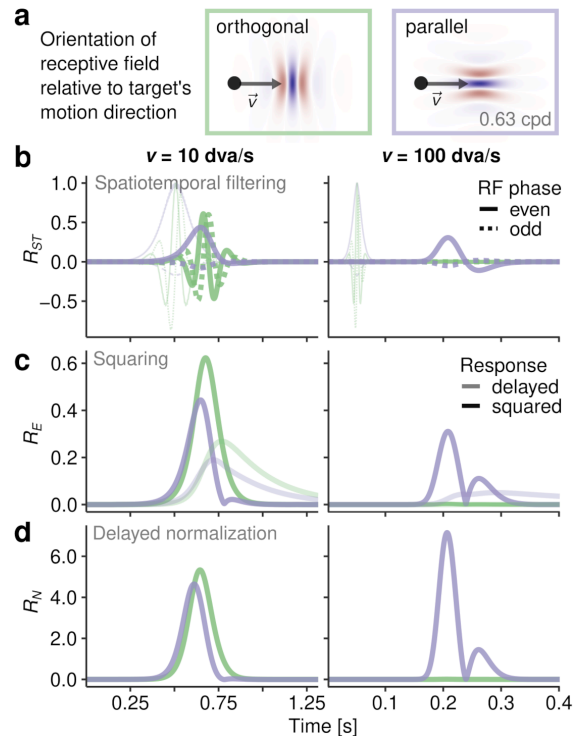 a
Orientation of
receptive field
relative to target's
motion direction
orthogonal
v⃗
parallel
v⃗
0.63 cpd
v = 10 dva/s
v = 100 dva/s
b
Spatiotemporal filtering
RF phase
even
odd
R_ST
1.0
0.5
0.0
−0.5
c
Squaring
Response
delayed
squared
R_E
0.6
0.4
0.2
0.0
d
Delayed normalization
R_N
6.0
4.0
2.0
0.0
0.25 0.75 1.25
0.1 0.2 0.3 0.4
Time [s]